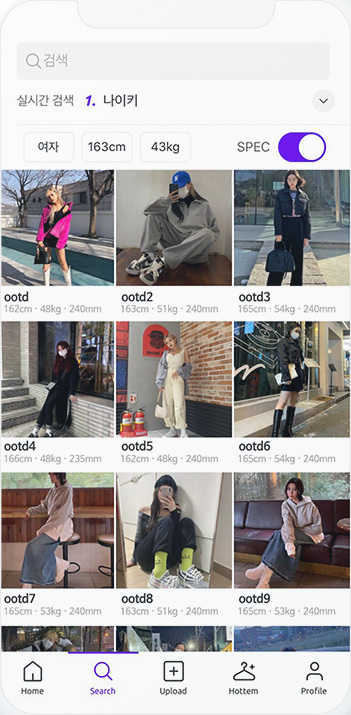 검색
실시간 검색 1. 나이키
여자 163cm 43kg SPEC
ootd ootd2 ootd3
162cm · 48kg · 240mm 163cm · 51kg · 240mm 165cm · 54kg · 240mm
ootd4 ootd5 ootd6
166cm · 48kg · 235mm 162cm · 48kg · 240mm 165cm · 54kg · 240mm
ootd7 ootd8 ootd9
165cm · 53kg · 240mm 163cm · 51kg · 240mm 165cm · 53kg · 240mm
Home Search Upload Hottem Profile